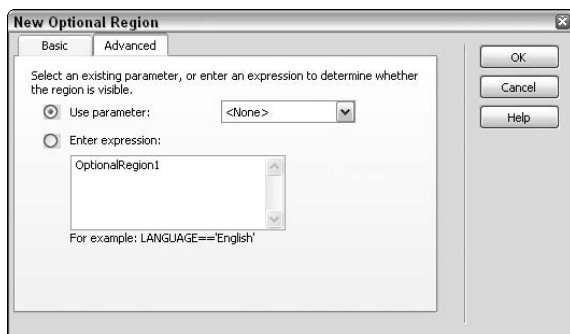 New Optional Region
Basic
Advanced
Select an existing parameter, or enter an expression to determine whether
the region is visible.
Use parameter:
<None>
Enter expression:
OptionalRegion1
For example: LANGUAGE=='English'
OK
Cancel
Help